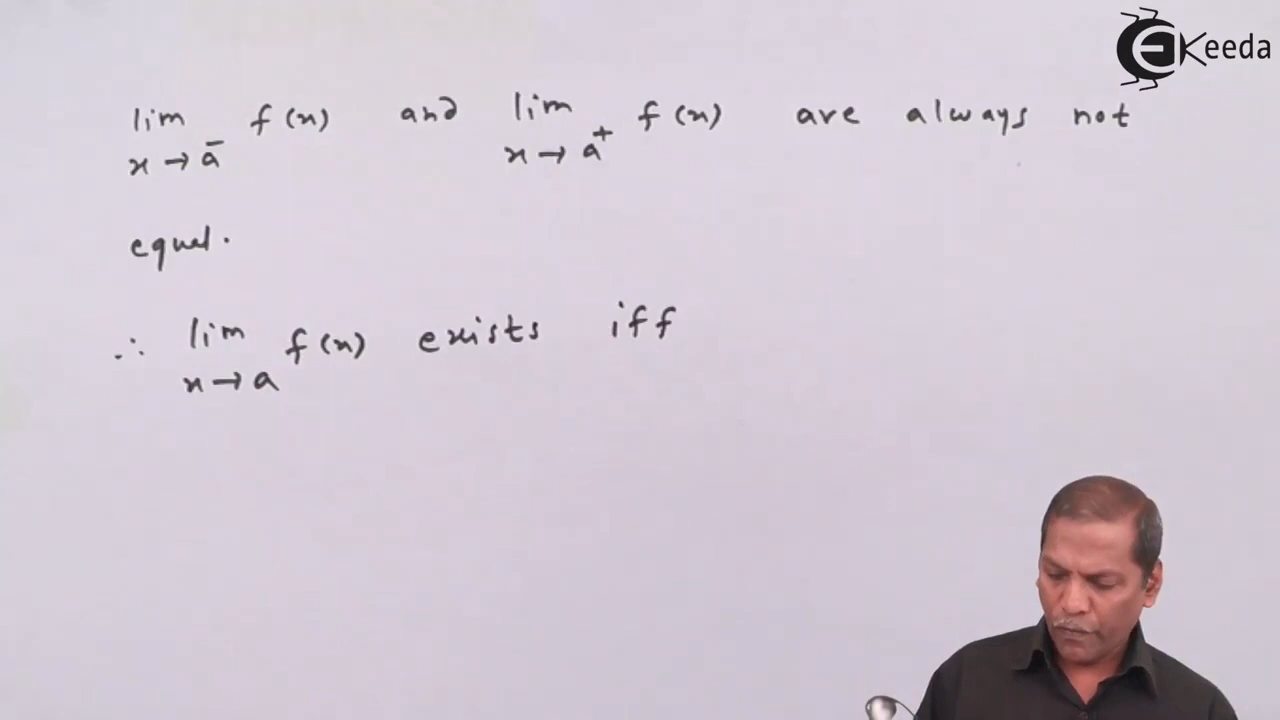 Keeda
lim f(x) and lim f(x) are always not
x→a⁻ x→a⁺
equal.
∴ lim f(x) exists iff
x→a